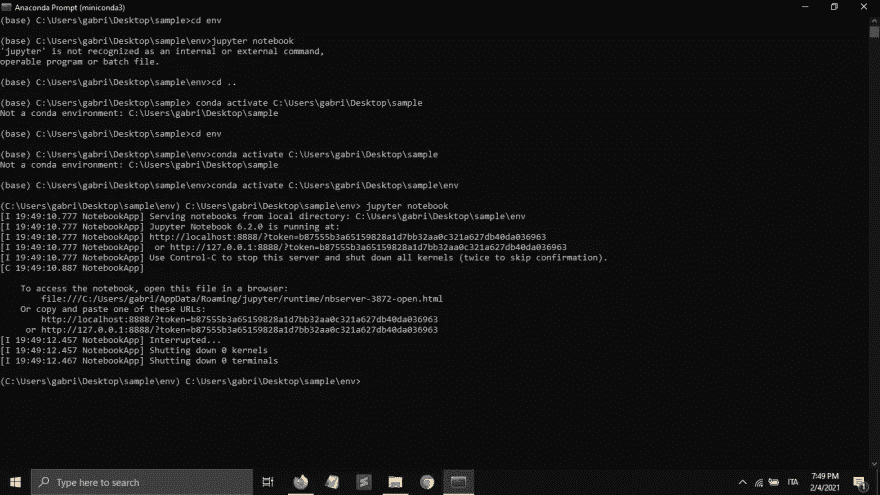 Anaconda Prompt (miniconda3)
(base) C:\Users\gabri\Desktop\sample>cd env
(base) C:\Users\gabri\Desktop\sample\env>jupyter notebook
'jupyter' is not recognized as an internal or external command,
operable program or batch file.
(base) C:\Users\gabri\Desktop\sample\env>cd ..
(base) C:\Users\gabri\Desktop\sample> conda activate C:\Users\gabri\Desktop\sample
Not a conda environment: C:\Users\gabri\Desktop\sample
(base) C:\Users\gabri\Desktop\sample>cd env
(base) C:\Users\gabri\Desktop\sample\env>conda activate C:\Users\gabri\Desktop\sample
Not a conda environment: C:\Users\gabri\Desktop\sample
(base) C:\Users\gabri\Desktop\sample\env>conda activate C:\Users\gabri\Desktop\sample\env
(C:\Users\gabri\Desktop\sample\env) C:\Users\gabri\Desktop\sample\env> jupyter notebook
[I 19:49:10.777 NotebookApp] Serving notebooks from local directory: C:\Users\gabri\Desktop\sample\env
[I 19:49:10.777 NotebookApp] Jupyter Notebook 6.2.0 is running at:
[I 19:49:10.777 NotebookApp] http://localhost:8888/?token=b87555b3a65159828a1d7bb32aa0c321a627db40da036963
[I 19:49:10.777 NotebookApp]  or http://127.0.0.1:8888/?token=b87555b3a65159828a1d7bb32aa0c321a627db40da036963
[I 19:49:10.777 NotebookApp] Use Control-C to stop this server and shut down all kernels (twice to skip confirmation).
[C 19:49:10.887 NotebookApp]
To access the notebook, open this file in a browser:
file:///C:/Users/gabri/AppData/Roaming/jupyter/runtime/nbserver-3872-open.html
Or copy and paste one of these URLs:
http://localhost:8888/?token=b87555b3a65159828a1d7bb32aa0c321a627db40da036963
or http://127.0.0.1:8888/?token=b87555b3a65159828a1d7bb32aa0c321a627db40da036963
[I 19:49:12.457 NotebookApp] Interrupted...
[I 19:49:12.457 NotebookApp] Shutting down 0 kernels
[I 19:49:12.467 NotebookApp] Shutting down 0 terminals
(C:\Users\gabri\Desktop\sample\env) C:\Users\gabri\Desktop\sample\env>
Type here to search
ITA
7:49 PM
2/4/2021
1